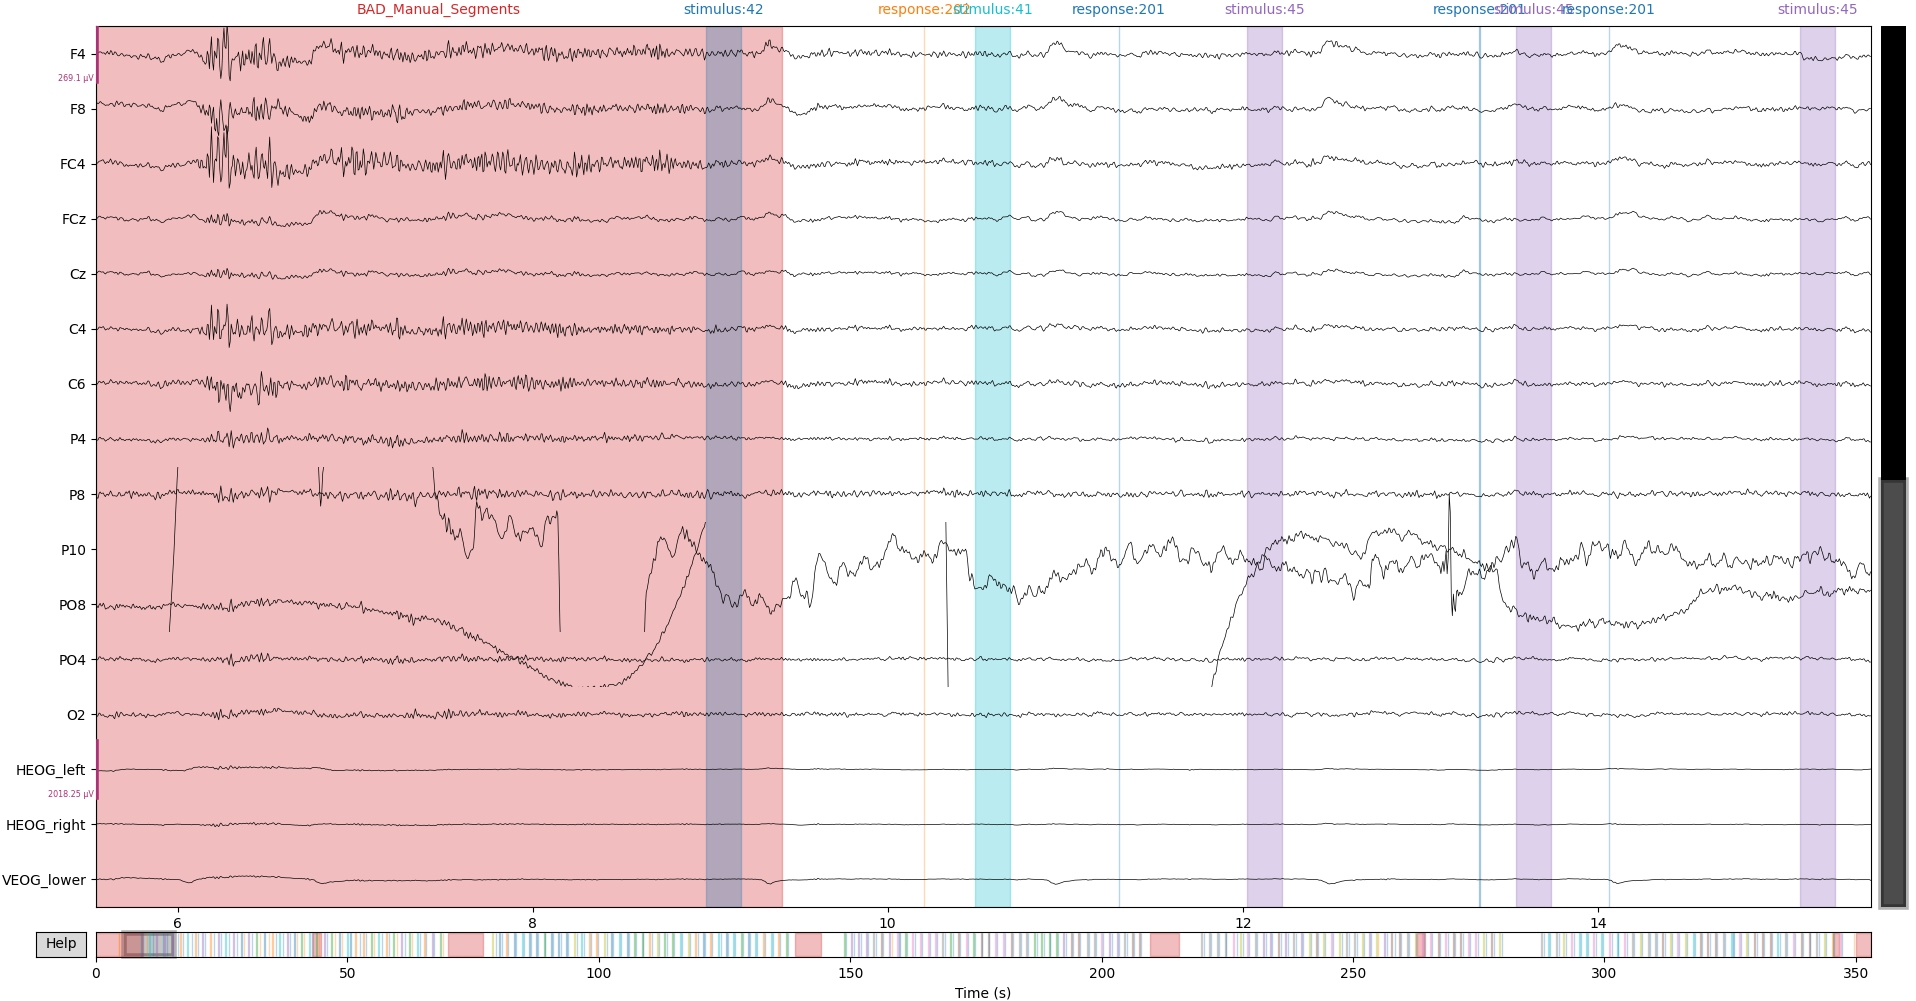 BAD_Manual_Segments stimulus:42 response:202 stimulus:41 response:201 stimulus:45 response:201 stimulus:45 response:201 stimulus:45
F4
269.1 µV
F8
FC4
FCz
Cz
C4
C6
P4
P8
P10
PO8
PO4
O2
HEOG_left
2018.25 µV
HEOG_right
VEOG_lower
6 8 10 12 14
Help
0 50 100 150 200 250 300 350
Time (s)